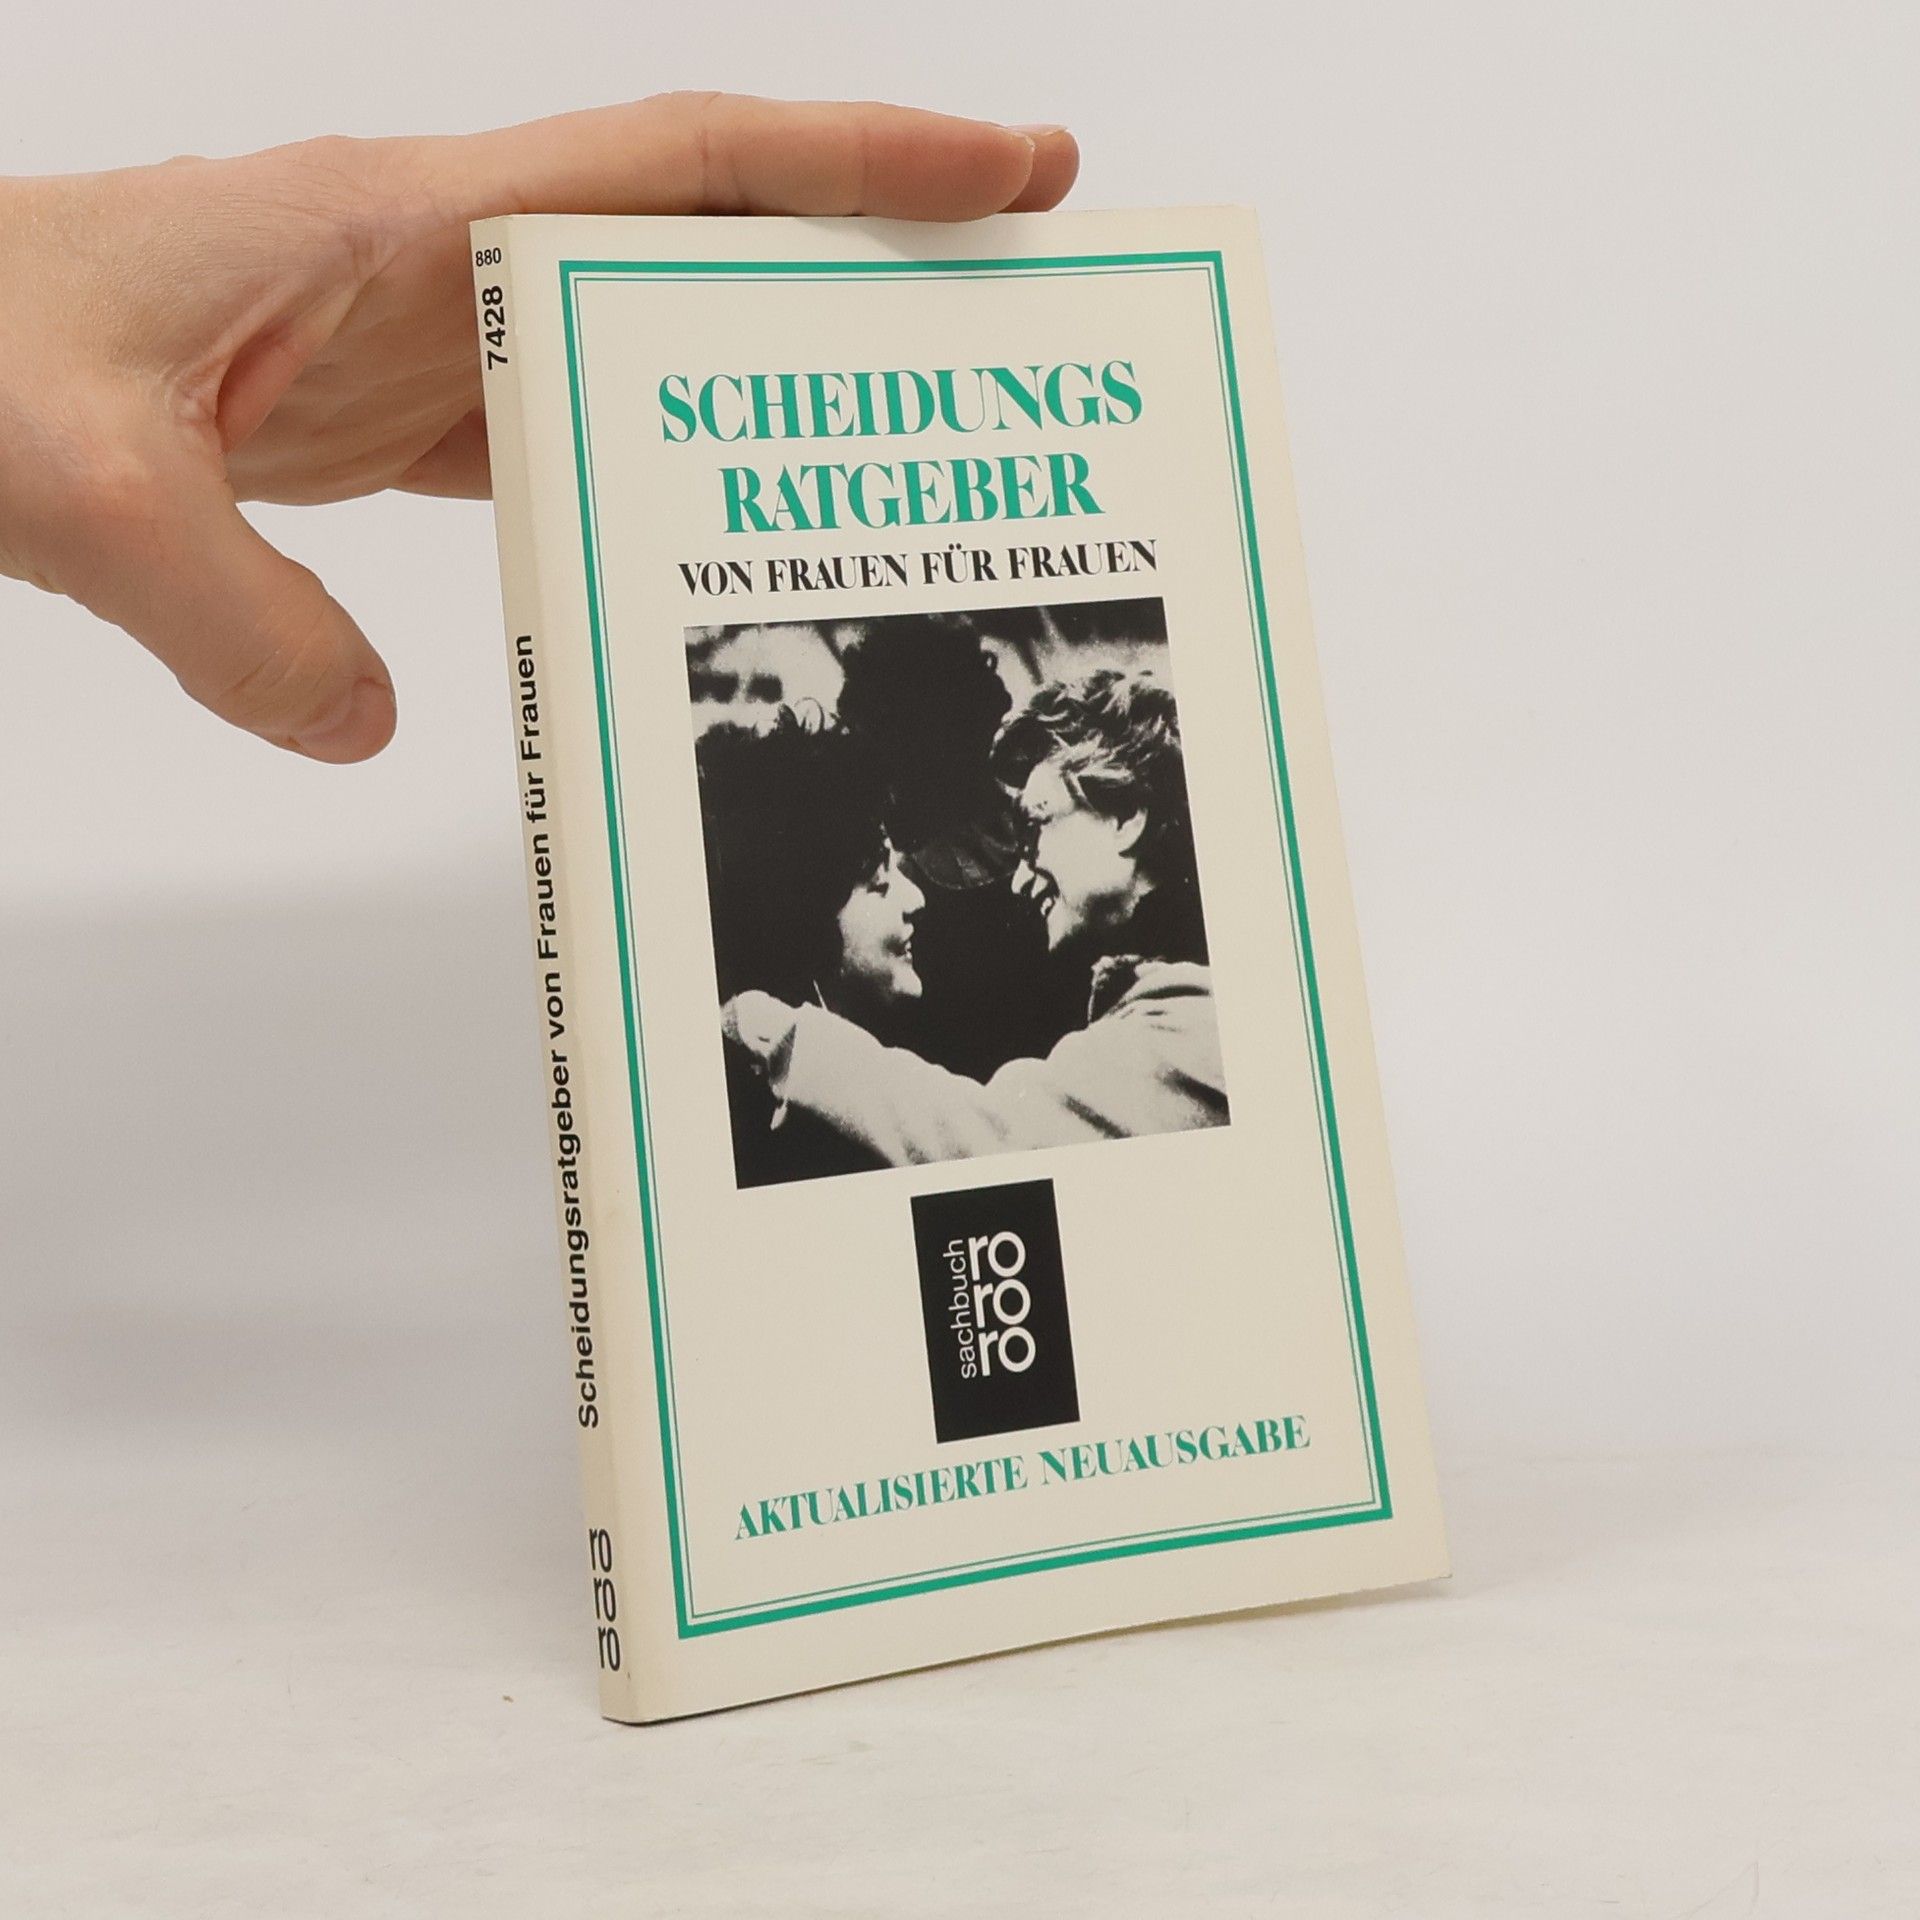 880
7428
Scheidungsratgeber von Frauen für Frauen
ro
ro
ro
SCHEIDUNGS
RATGEBER
VON FRAUEN FÜR FRAUEN
sachbuch
ro
ro
ro
AKTUALISIERTE NEUAUSGABE